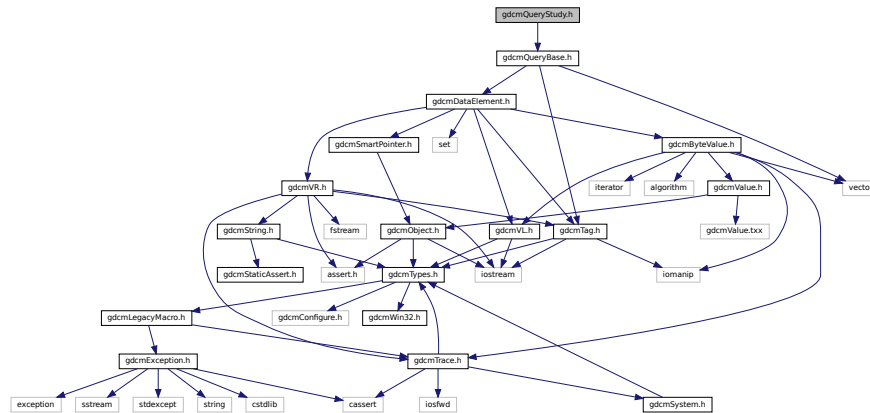 gdcmQueryStudy.h
gdcmQueryBase.h
gdcmDataElement.h
gdcmSmartPointer.h
set
gdcmByteValue.h
gdcmVR.h
iterator
algorithm
gdcmValue.h
vecto
gdcmString.h
fstream
gdcmObject.h
gdcmVL.h
gdcmTag.h
gdcmValue.txx
gdcmStaticAssert.h
assert.h
gdcmTypes.h
iostream
iomanip
gdcmLegacyMacro.h
gdcmConfigure.h
gdcmWin32.h
gdcmException.h
gdcmTrace.h
exception
sstream
stdexcept
string
cstdlib
cassert
iosfwd
gdcmSystem.h